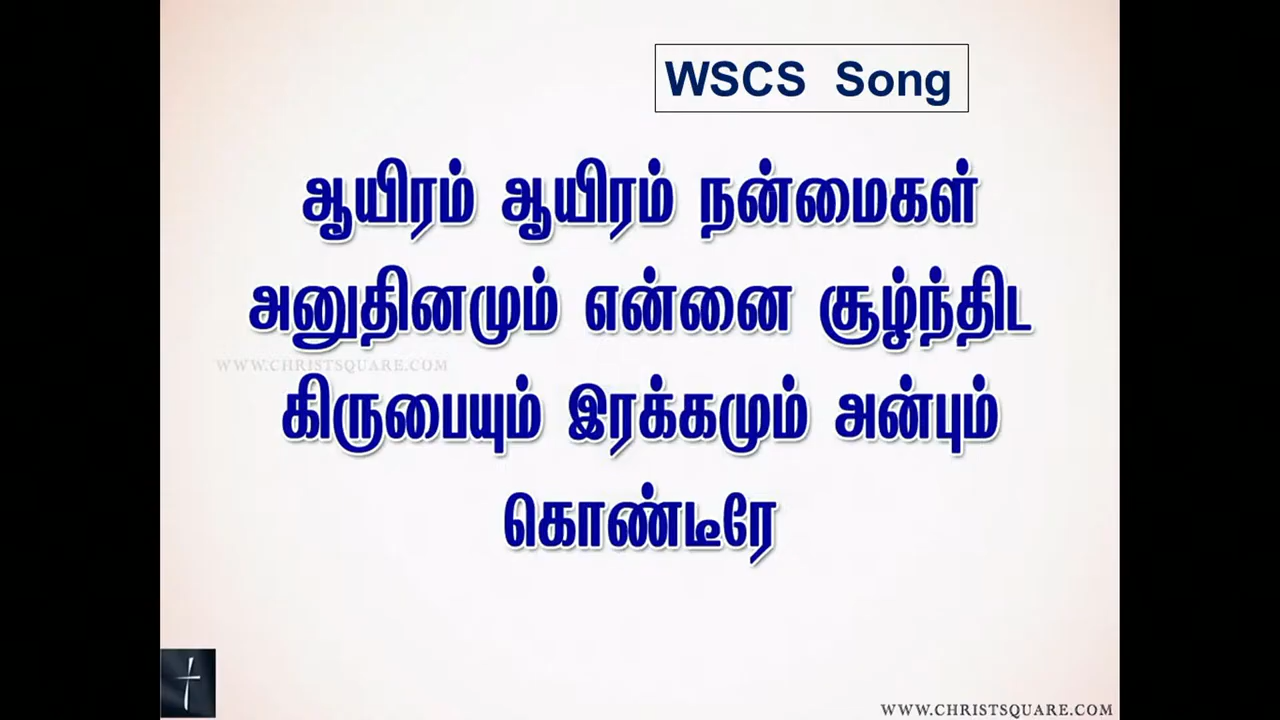 WSCS Song
ஆயிரம் ஆயிரம் நன்மைகள்
அனுதினமும் என்னை சூழ்ந்திட
WWW.CHRISTSQUARE.COM
கிருபையும் இரக்கமும் அன்பும்
கொண்டீரே
WWW.CHRISTSQUARE.COM